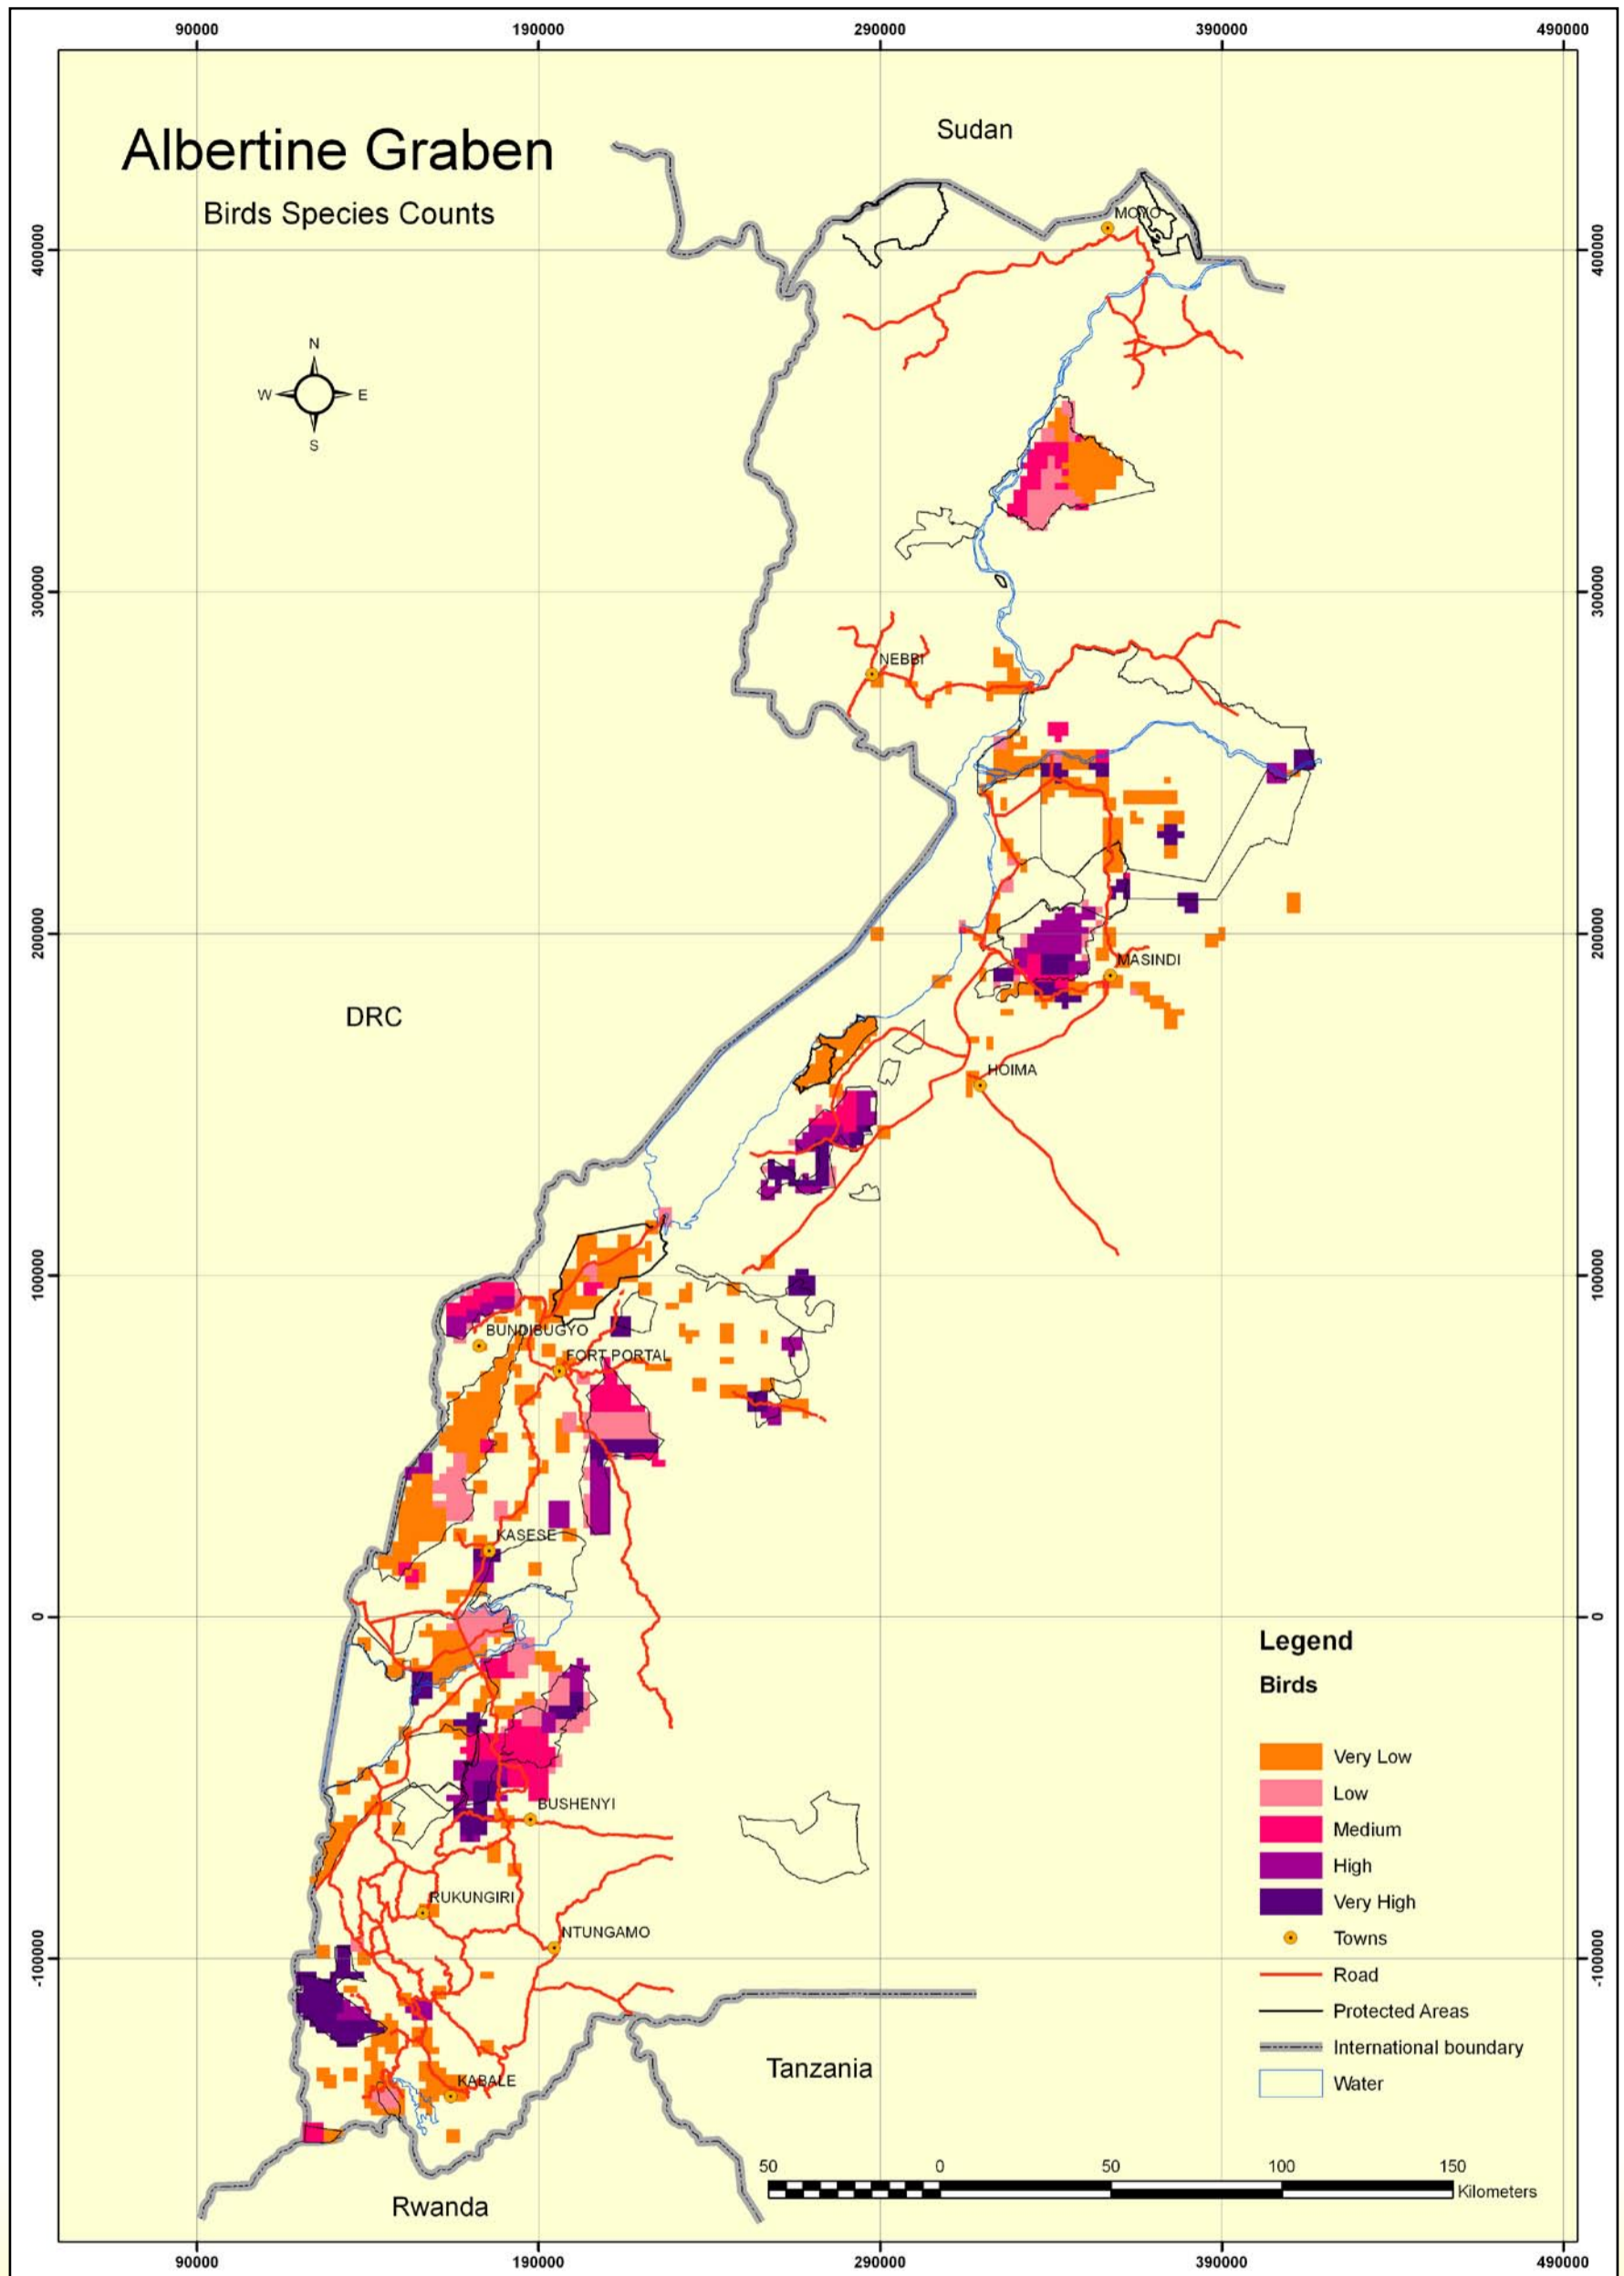 90000 190000 290000 390000 490000
Albertine Graben
Birds Species Counts
Sudan
MOYO
400000 400000
N
W E
S
300000 300000
NEBBI
200000 200000
MASINDI
DRC
HOIMA
100000 100000
BUNDIBUGYO
FORT PORTAL
KASESE
0 0
BUSHENYI
RUKUNGIRI
NTUNGAMO
-10000 -10000
KABALE
Tanzania
Rwanda
Legend
Birds
Very Low
Low
Medium
High
Very High
Towns
Road
Protected Areas
International boundary
Water
50 0 50 100 150
Kilometers
90000 190000 290000 390000 490000